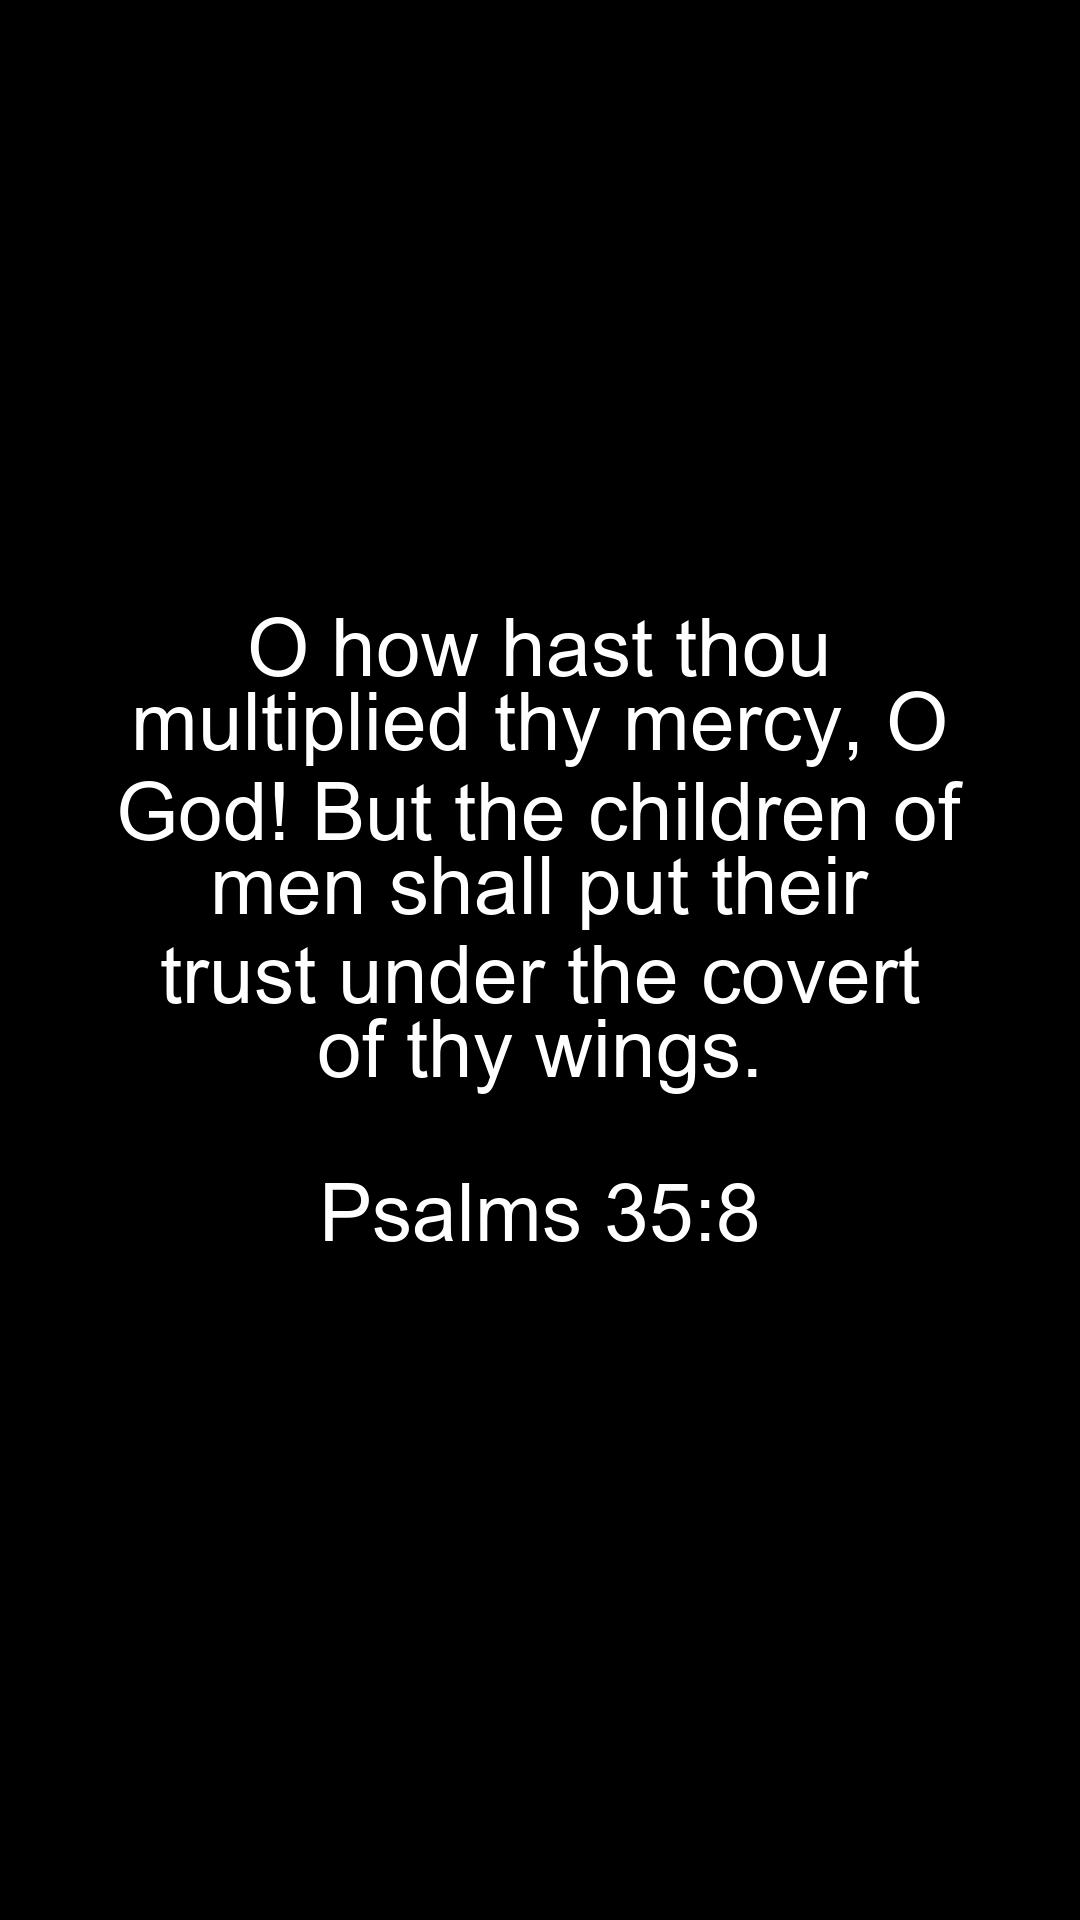 O how hast thou
multiplied thy mercy, O
God! But the children of
men shall put their
trust under the covert
of thy wings.
Psalms 35:8